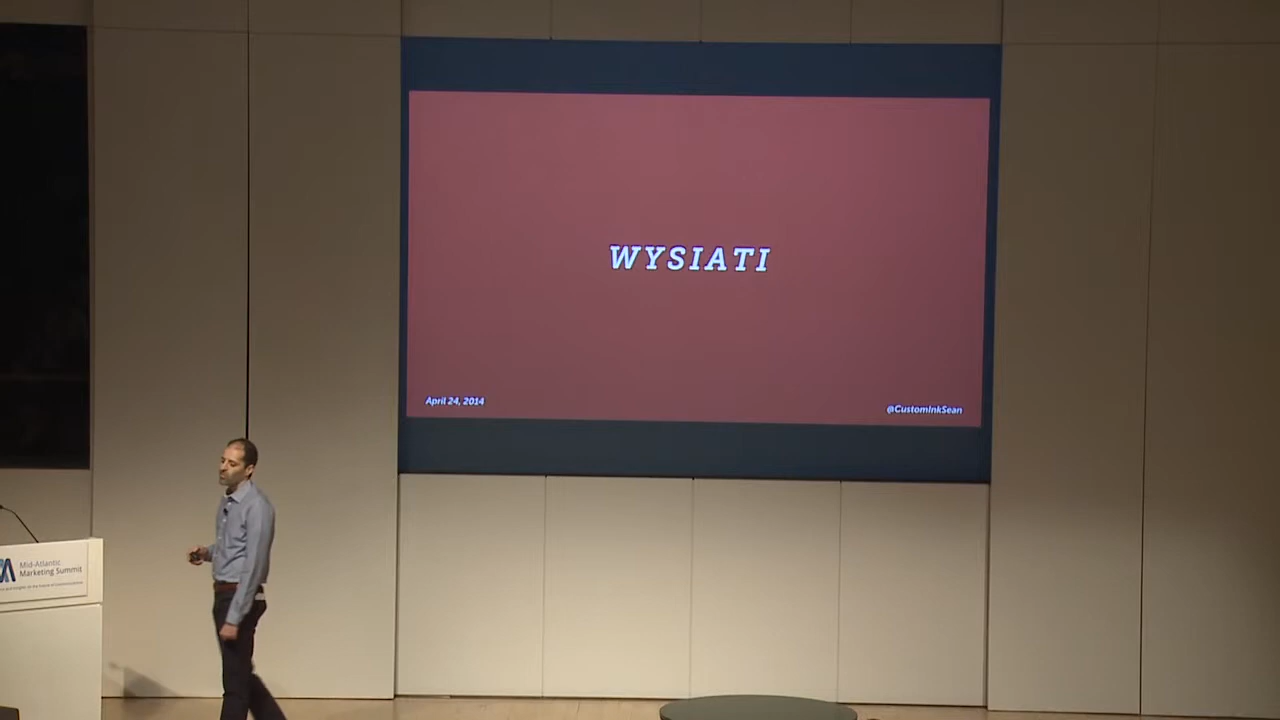 WYSIATI
April 24, 2014
@CustomInkSean
Mid-Atlantic
Marketing Summit